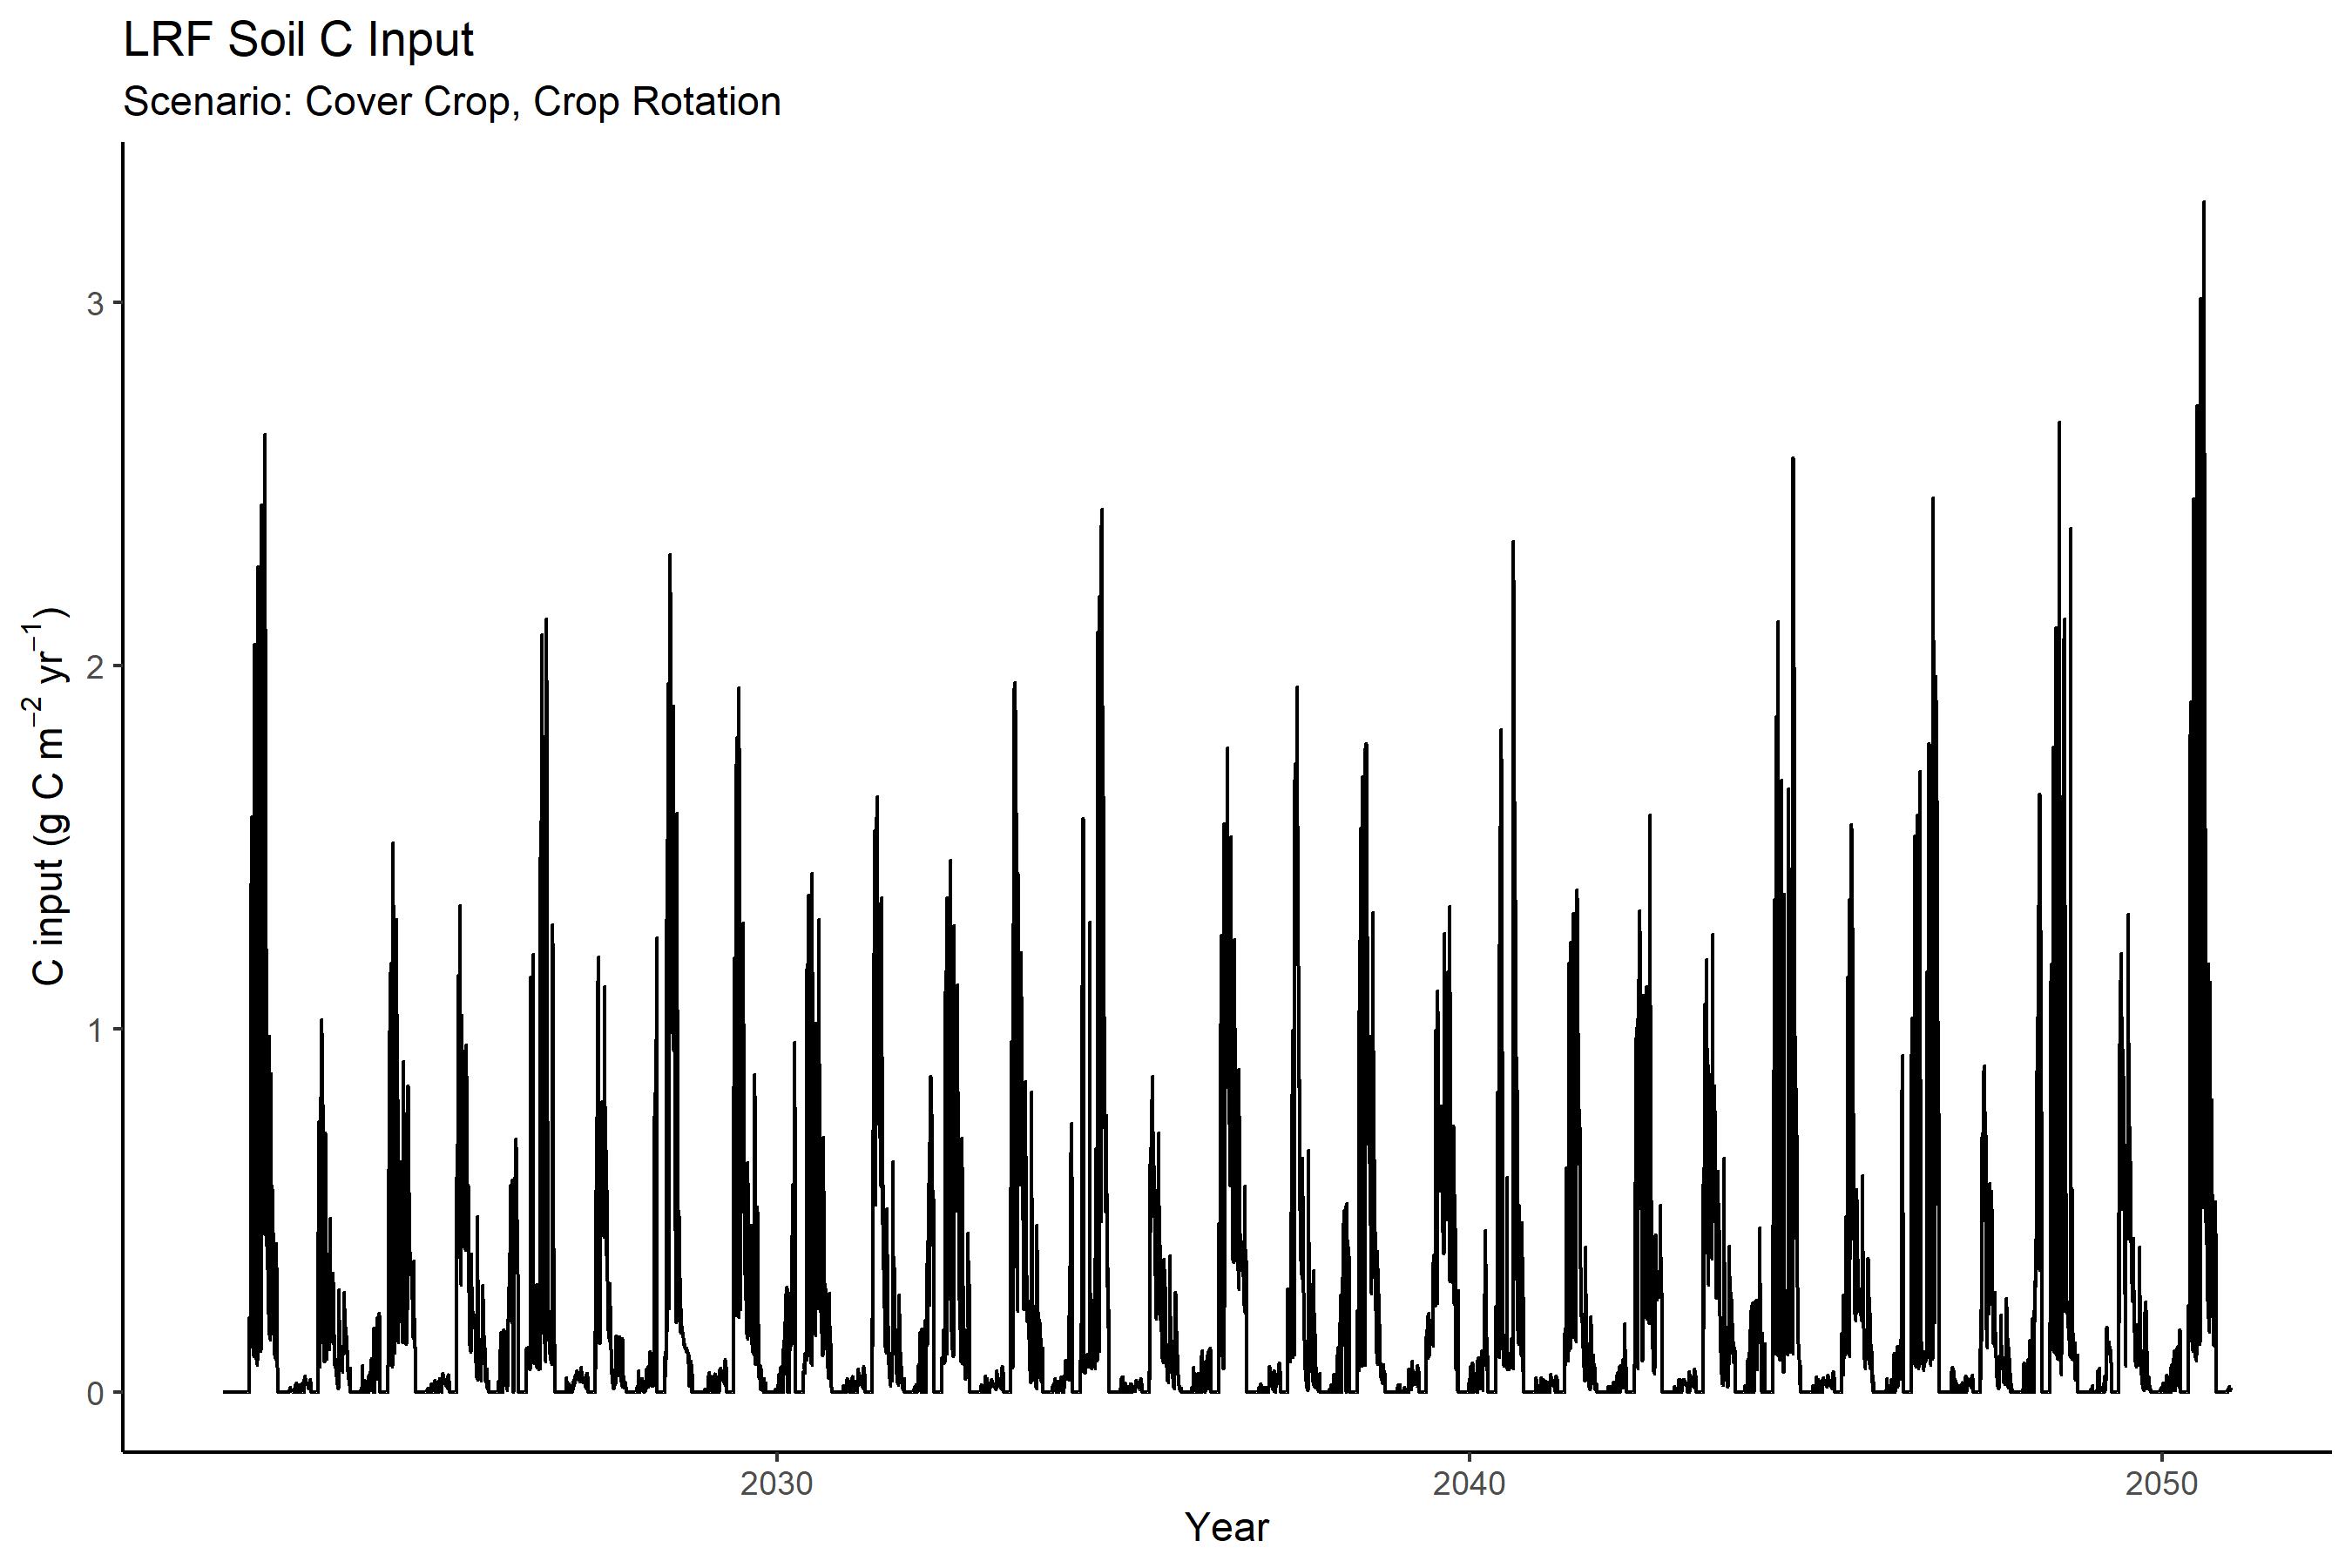 LRF Soil C Input
Scenario: Cover Crop, Crop Rotation
C input (g C m⁻² yr⁻¹)
3
2
1
0
2030
2040
2050
Year